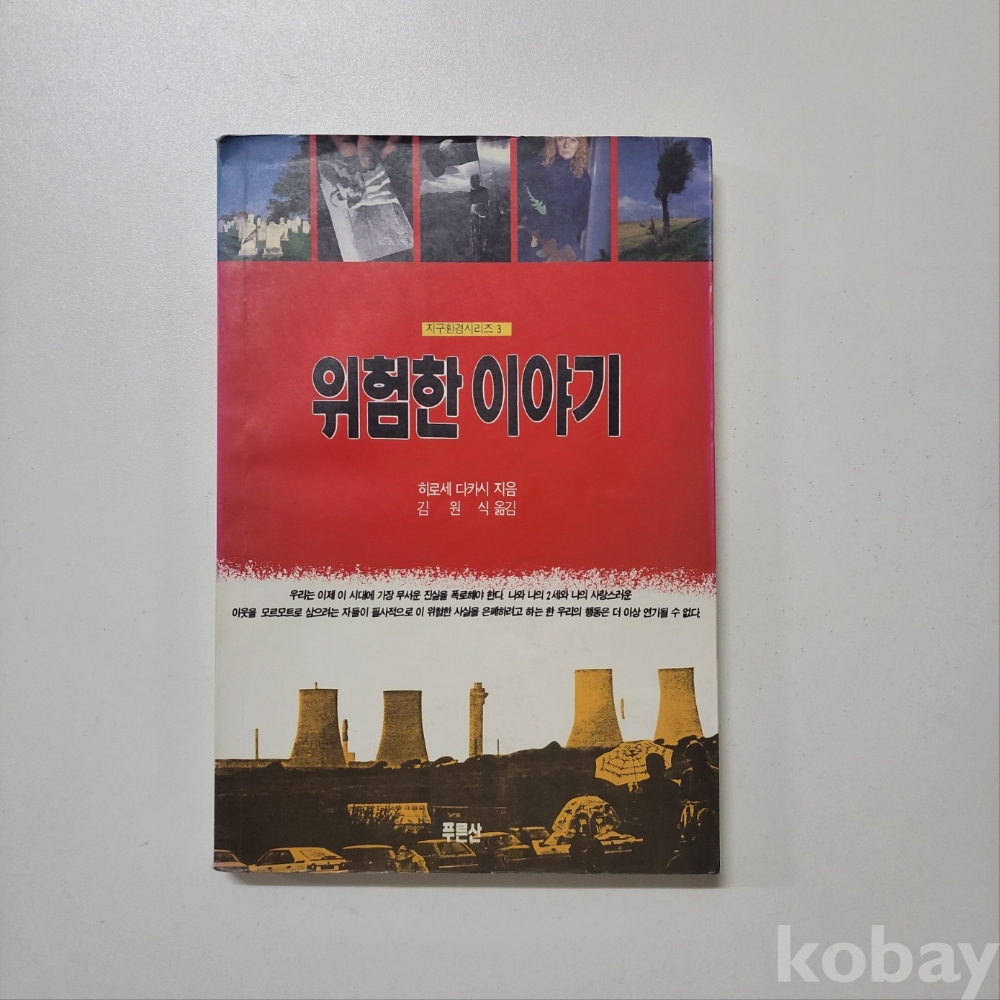 지구환경시리즈 3
위험한 이야기
히로세 다카시 지음
김 원 식 옮김
우리는 이제 이 시대에 가장 무서운 진실을 폭로해야 한다. 나와 나의 2세와 나의 사랑스러운
이웃을 모르모트로 삼으려는 자들이 필사적으로 이 위험한 사실을 은폐하려고 하는 한 우리의 행동은 더 이상 연기될 수 없다.
푸른산
kobay